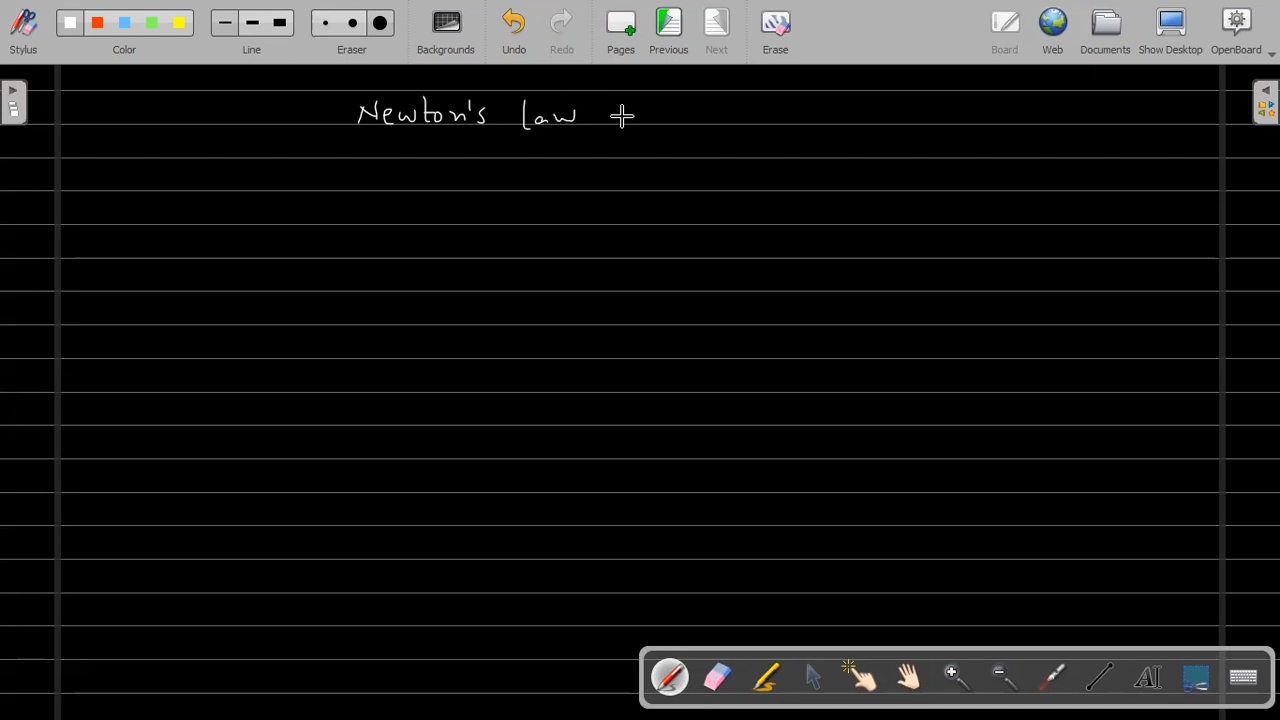 Stylus
Color
Line
Eraser
Backgrounds
Undo
Redo
Pages
Previous
Next
Erase
Board
Web
Documents
Show Desktop
OpenBoard
Newton's law
AI